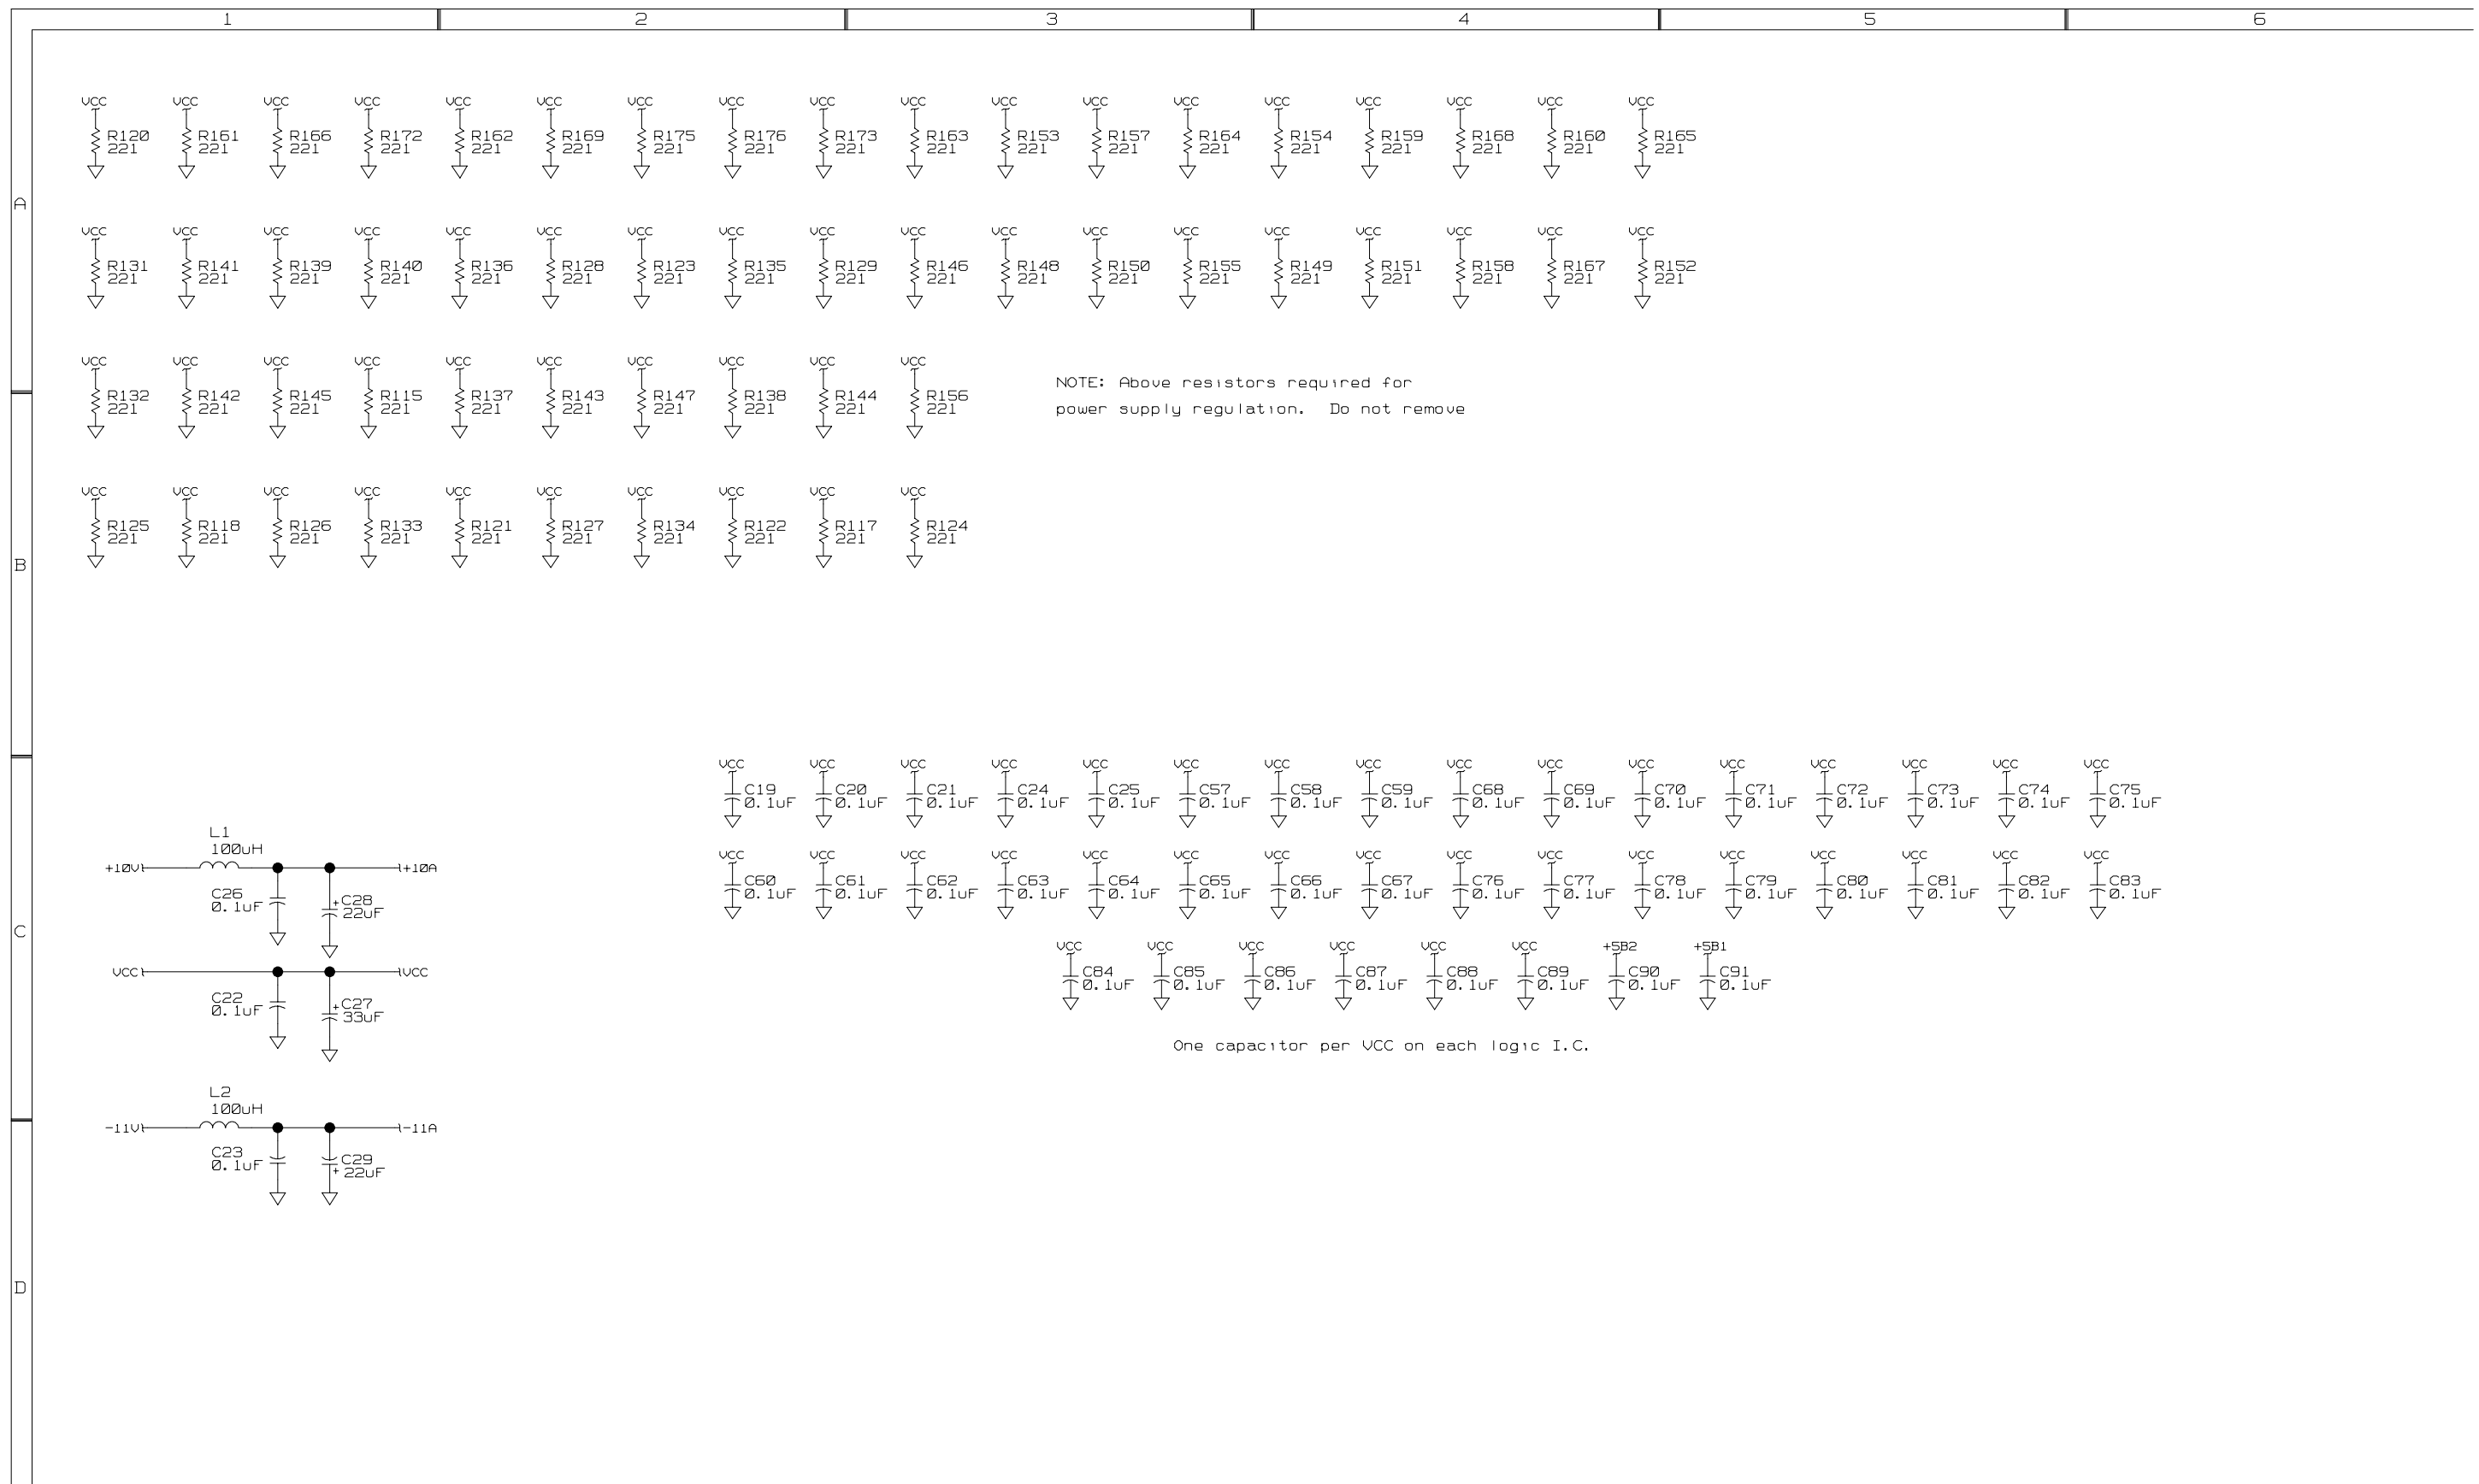 1 2 3 4 5 6
VCC VCC VCC VCC VCC VCC VCC VCC VCC VCC VCC VCC VCC VCC VCC VCC VCC VCC
R120 R161 R166 R172 R162 R169 R175 R176 R173 R163 R153 R157 R164 R154 R159 R168 R160 R165
221 221 221 221 221 221 221 221 221 221 221 221 221 221 221 221 221 221
A
VCC VCC VCC VCC VCC VCC VCC VCC VCC VCC VCC VCC VCC VCC VCC VCC VCC VCC
R131 R141 R139 R140 R136 R128 R123 R135 R129 R146 R148 R150 R155 R149 R151 R158 R167 R152
221 221 221 221 221 221 221 221 221 221 221 221 221 221 221 221 221 221
VCC VCC VCC VCC VCC VCC VCC VCC VCC VCC
R132 R142 R145 R115 R137 R143 R147 R138 R144 R156
221 221 221 221 221 221 221 221 221 221
NOTE: Above resistors required for
power supply regulation. Do not remove
VCC VCC VCC VCC VCC VCC VCC VCC VCC VCC
R125 R118 R126 R133 R121 R127 R134 R122 R117 R124
221 221 221 221 221 221 221 221 221 221
B
VCC VCC VCC VCC VCC VCC VCC VCC VCC VCC VCC VCC VCC VCC VCC VCC
C19 C20 C21 C24 C25 C57 C58 C59 C68 C69 C70 C71 C72 C73 C74 C75
0.1uF 0.1uF 0.1uF 0.1uF 0.1uF 0.1uF 0.1uF 0.1uF 0.1uF 0.1uF 0.1uF 0.1uF 0.1uF 0.1uF 0.1uF 0.1uF
VCC VCC VCC VCC VCC VCC VCC VCC VCC VCC VCC VCC VCC VCC VCC VCC
C60 C61 C62 C63 C64 C65 C66 C67 C76 C77 C78 C79 C80 C81 C82 C83
0.1uF 0.1uF 0.1uF 0.1uF 0.1uF 0.1uF 0.1uF 0.1uF 0.1uF 0.1uF 0.1uF 0.1uF 0.1uF 0.1uF 0.1uF 0.1uF
C
VCC VCC VCC VCC VCC VCC +5B2 +5B1
C84 C85 C86 C87 C88 C89 C90 C91
0.1uF 0.1uF 0.1uF 0.1uF 0.1uF 0.1uF 0.1uF 0.1uF
One capacitor per VCC on each logic I.C.
L1
100uH
+10V +10A
C26 +C28
0.1uF 22uF
VCC VCC
C22 +C27
0.1uF 33uF
L2
100uH
-11V -11A
C23 C29
0.1uF +22uF
D